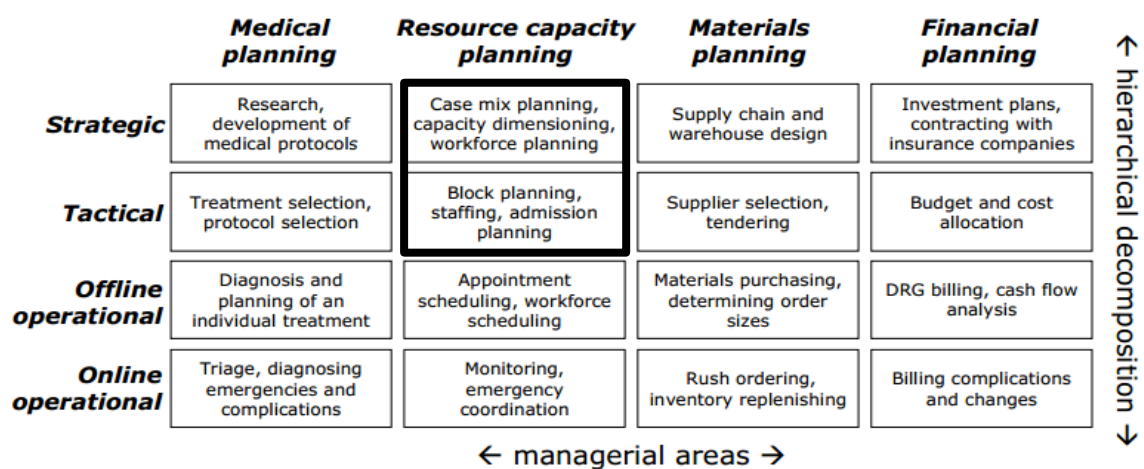 Medical planning
Resource capacity planning
Materials planning
Financial planning
Strategic
Research,
development of
medical protocols
Case mix planning,
capacity dimensioning,
workforce planning
Supply chain and
warehouse design
Investment plans,
contracting with
insurance companies
Tactical
Treatment selection,
protocol selection
Block planning,
staffing, admission
planning
Supplier selection,
tendering
Budget and cost
allocation
Offline
operational
Diagnosis and
planning of an
individual treatment
Appointment
scheduling, workforce
scheduling
Materials purchasing,
determining order
sizes
DRG billing, cash flow
analysis
Online
operational
Triage, diagnosing
emergencies and
complications
Monitoring,
emergency
coordination
Rush ordering,
inventory replenishing
Billing complications
and changes
← managerial areas →
← hierarchical decomposition →